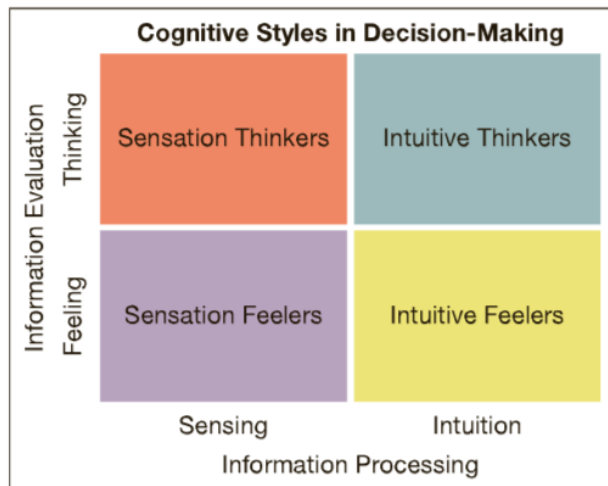 Cognitive Styles in Decision-Making
Information Evaluation
Thinking
Sensation Thinkers
Intuitive Thinkers
Feeling
Sensation Feelers
Intuitive Feelers
Sensing
Intuition
Information Processing